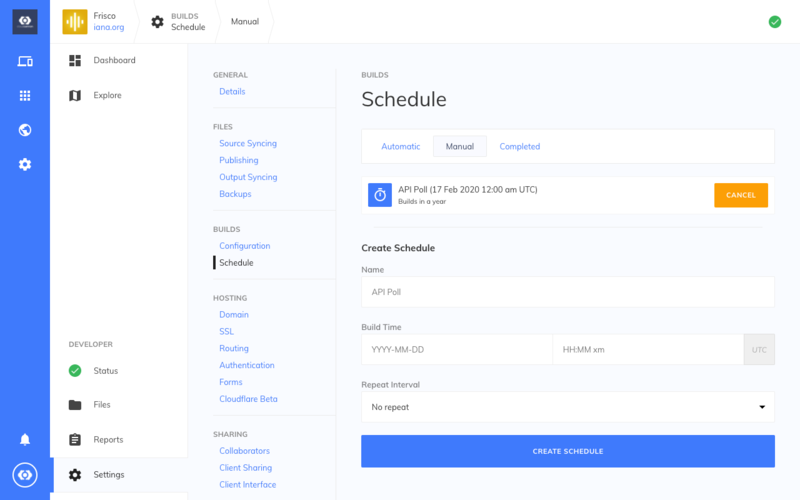 Frisco
iana.org
BUILDS
Schedule
Manual
Dashboard
Explore
DEVELOPER
Status
Files
Reports
Settings
GENERAL
Details
FILES
Source Syncing
Publishing
Output Syncing
Backups
BUILDS
Configuration
Schedule
HOSTING
Domain
SSL
Routing
Authentication
Forms
Cloudflare Beta
SHARING
Collaborators
Client Sharing
Client Interface
BUILDS
Schedule
Automatic Manual Completed
API Poll (17 Feb 2020 12:00 am UTC)
Builds in a year
CANCEL
Create Schedule
Name
API Poll
Build Time
YYYY-MM-DD HH:MM xm UTC
Repeat Interval
No repeat
CREATE SCHEDULE